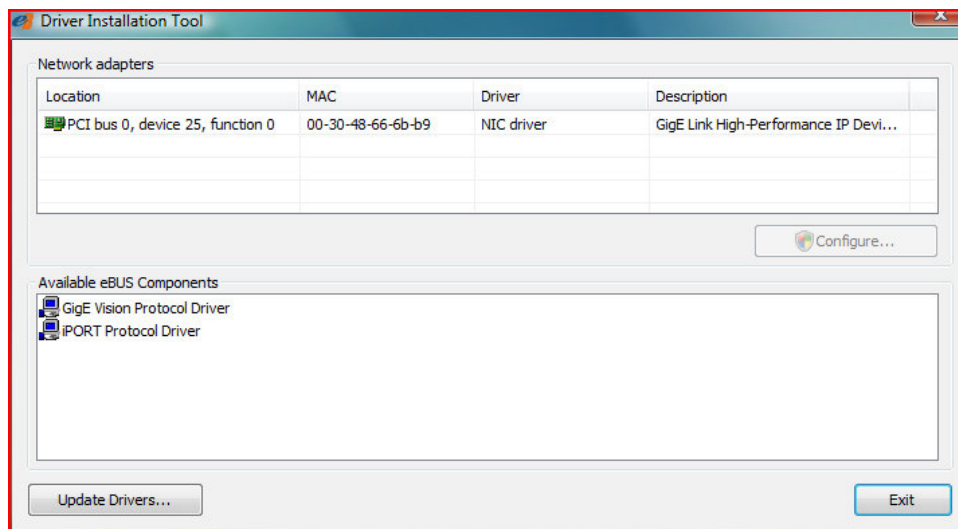 Driver Installation Tool
Network adapters
Location MAC Driver Description
PCI bus 0, device 25, function 0 00-30-48-66-6b-b9 NIC driver GigE Link High-Performance IP Devi...
Configure...
Available eBUS Components
GigE Vision Protocol Driver
iPORT Protocol Driver
Update Drivers... Exit